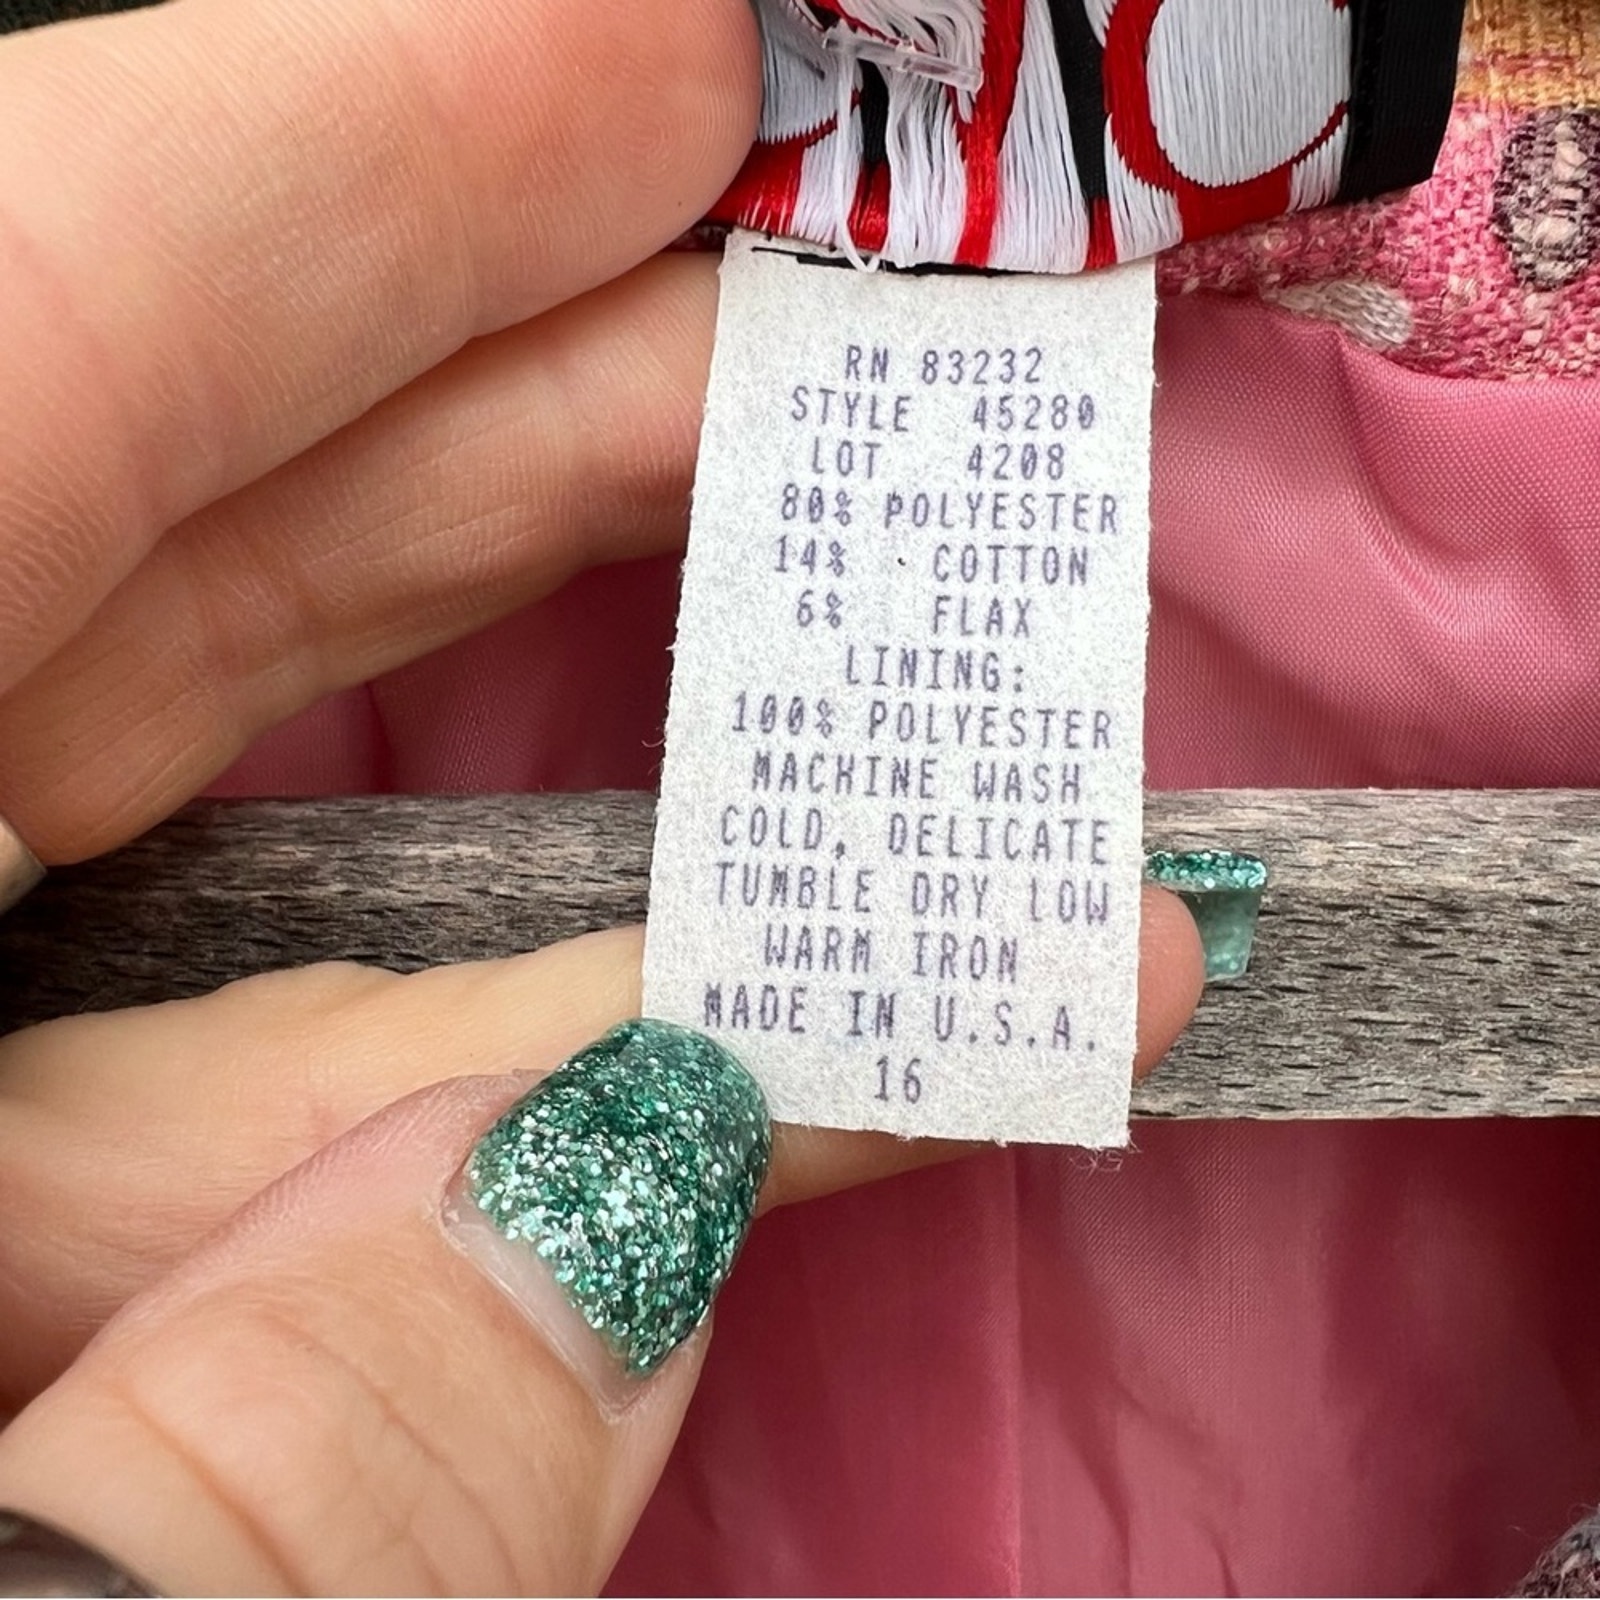 RN 83232
STYLE 45280
LOT 4208
80% POLYESTER
14% COTTON
6% FLAX
LINING:
100% POLYESTER
MACHINE WASH
COLD, DELICATE
TUMBLE DRY LOW
WARM IRON
MADE IN U.S.A.
16